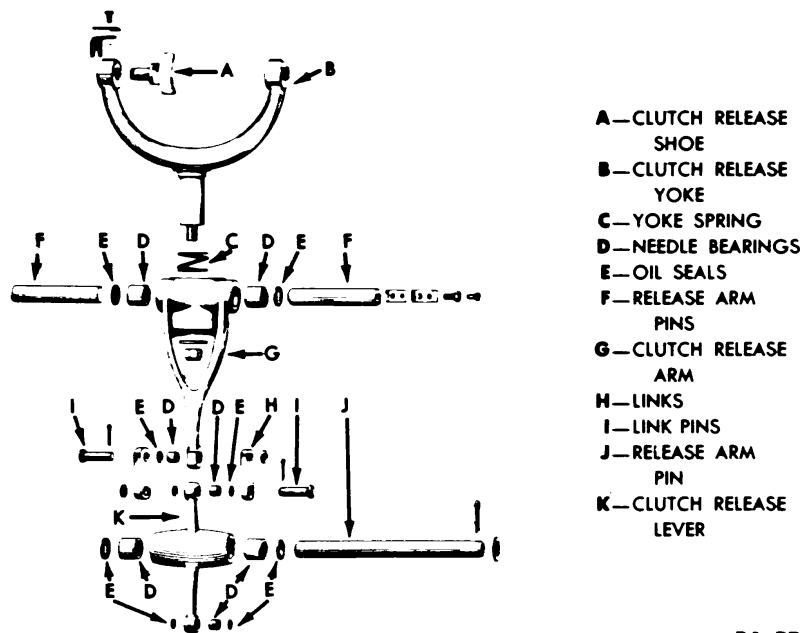 A
B
F E D C D E F
G
I E D D E H I J
K
E D D E
A—CLUTCH RELEASE
SHOE
B—CLUTCH RELEASE
YOKE
C—YOKE SPRING
D—NEEDLE BEARINGS
E—OIL SEALS
F—RELEASE ARM
PINS
G—CLUTCH RELEASE
ARM
H—LINKS
I—LINK PINS
J—RELEASE ARM
PIN
K—CLUTCH RELEASE
LEVER